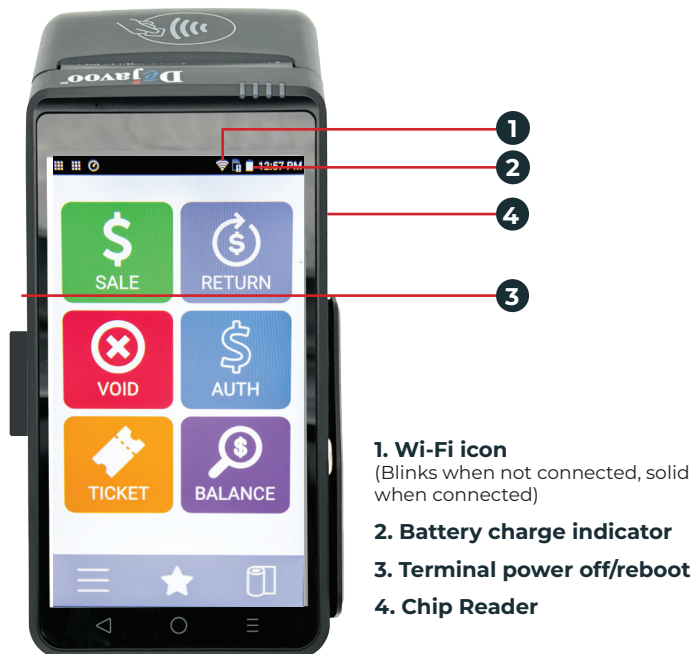 Dejavoo
12:57 PM
SALE
RETURN
VOID
AUTH
TICKET
BALANCE
1
2
4
3
1. Wi-Fi icon
(Blinks when not connected, solid
when connected)
2. Battery charge indicator
3. Terminal power off/reboot
4. Chip Reader